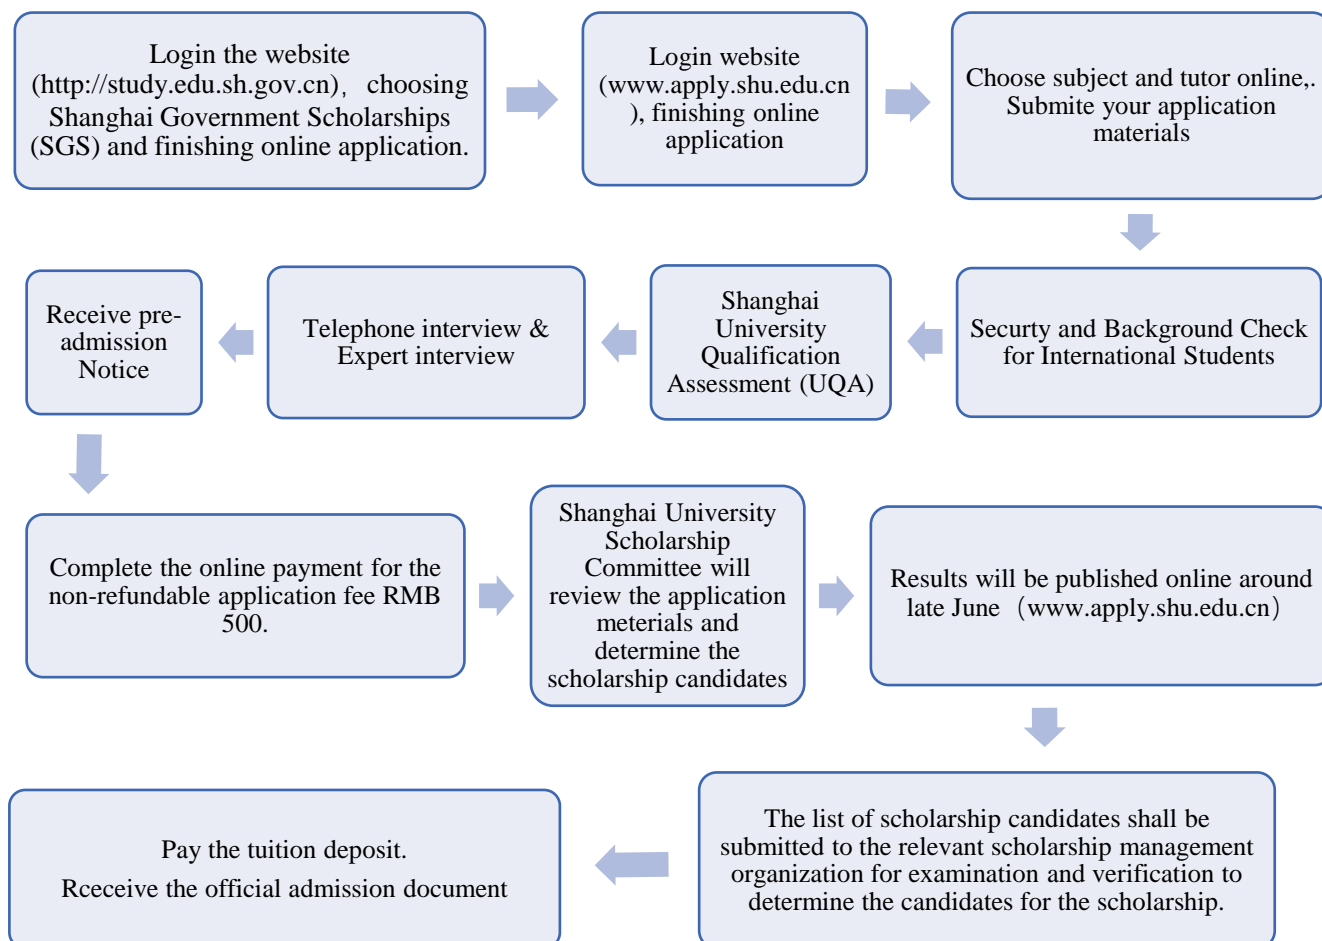 Login the website
(http://study.edu.sh.gov.cn)，choosing
Shanghai Government Scholarships
(SGS) and finishing online application.
Login website
(www.apply.shu.edu.cn
), finishing online
application
Choose subject and tutor online,.
Submite your application
materials
Securty and Background Check
for International Students
Shanghai
University
Qualification
Assessment (UQA)
Telephone interview &
Expert interview
Receive pre-
admission
Notice
Complete the online payment for the
non-refundable application fee RMB
500.
Shanghai University
Scholarship
Committee will
review the application
meterials and
determine the
scholarship candidates
Results will be published online around
late June（www.apply.shu.edu.cn）
The list of scholarship candidates shall be
submitted to the relevant scholarship management
organization for examination and verification to
determine the candidates for the scholarship.
Pay the tuition deposit.
Rceceive the official admission document